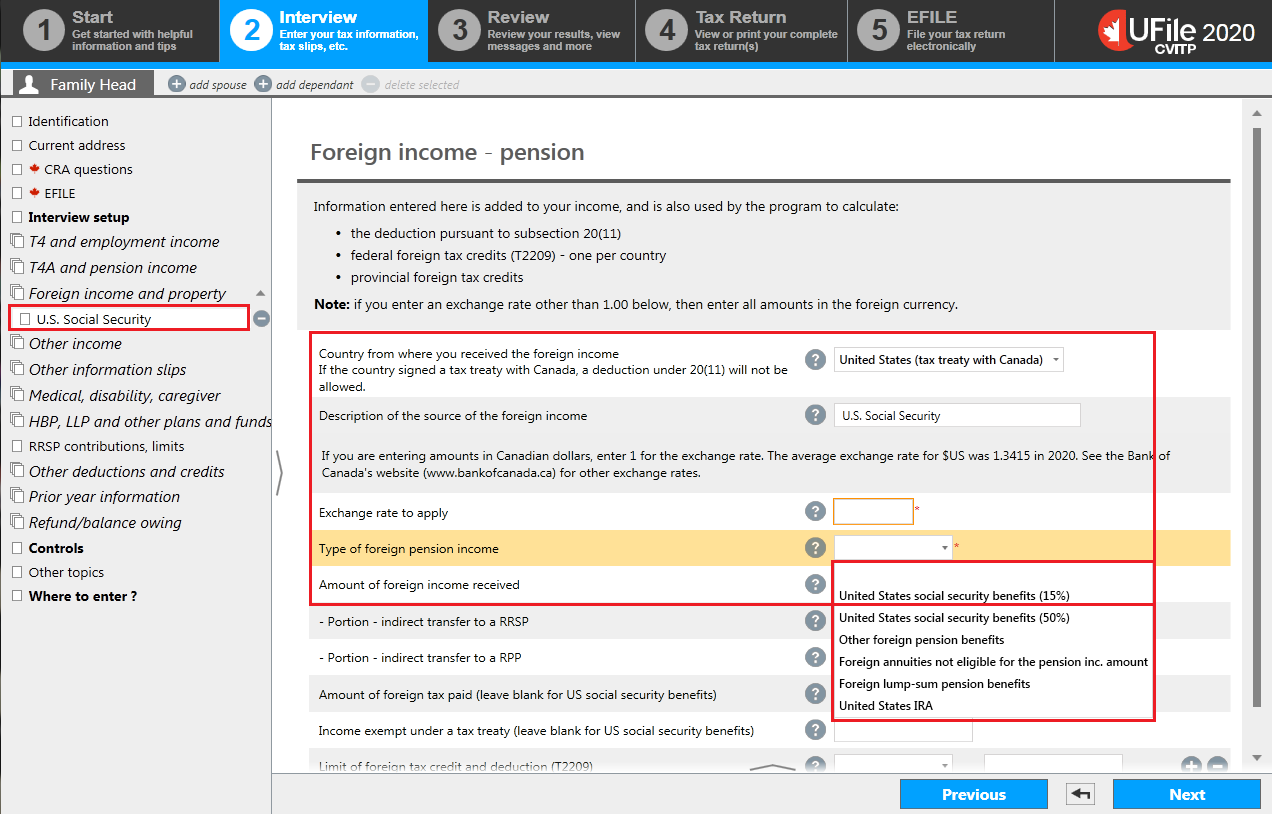 1 Start
Get started with helpful
information and tips
2 Interview
Enter your tax information,
tax slips, etc.
3 Review
Review your results, view
messages and more
4 Tax Return
View or print your complete
tax return(s)
5 EFILE
File your tax return
electronically
UFile 2020
CVITP
Family Head
add spouse
add dependant
delete selected
Identification
Current address
CRA questions
EFILE
Interview setup
T4 and employment income
T4A and pension income
Foreign income and property
U.S. Social Security
Other income
Other information slips
Medical, disability, caregiver
HBP, LLP and other plans and funds
RRSP contributions, limits
Other deductions and credits
Prior year information
Refund/balance owing
Controls
Other topics
Where to enter ?
Foreign income - pension
Information entered here is added to your income, and is also used by the program to calculate:
• the deduction pursuant to subsection 20(11)
• federal foreign tax credits (T2209) - one per country
• provincial foreign tax credits
Note: if you enter an exchange rate other than 1.00 below, then enter all amounts in the foreign currency.
Country from where you received the foreign income
If the country signed a tax treaty with Canada, a deduction under 20(11) will not be
allowed.
? United States (tax treaty with Canada)
Description of the source of the foreign income ? U.S. Social Security
If you are entering amounts in Canadian dollars, enter 1 for the exchange rate. The average exchange rate for $US was 1.3415 in 2020. See the Bank of
Canada's website (www.bankofcanada.ca) for other exchange rates.
Exchange rate to apply ? *
Type of foreign pension income ? *
Amount of foreign income received ?
United States social security benefits (15%)
United States social security benefits (50%)
Other foreign pension benefits
Foreign annuities not eligible for the pension inc. amount
Foreign lump-sum pension benefits
United States IRA
- Portion - indirect transfer to a RRSP ?
- Portion - indirect transfer to a RPP ?
Amount of foreign tax paid (leave blank for US social security benefits) ?
Income exempt under a tax treaty (leave blank for US social security benefits) ?
Limit of foreign tax credit and deduction (T2209) ?
Previous
Next